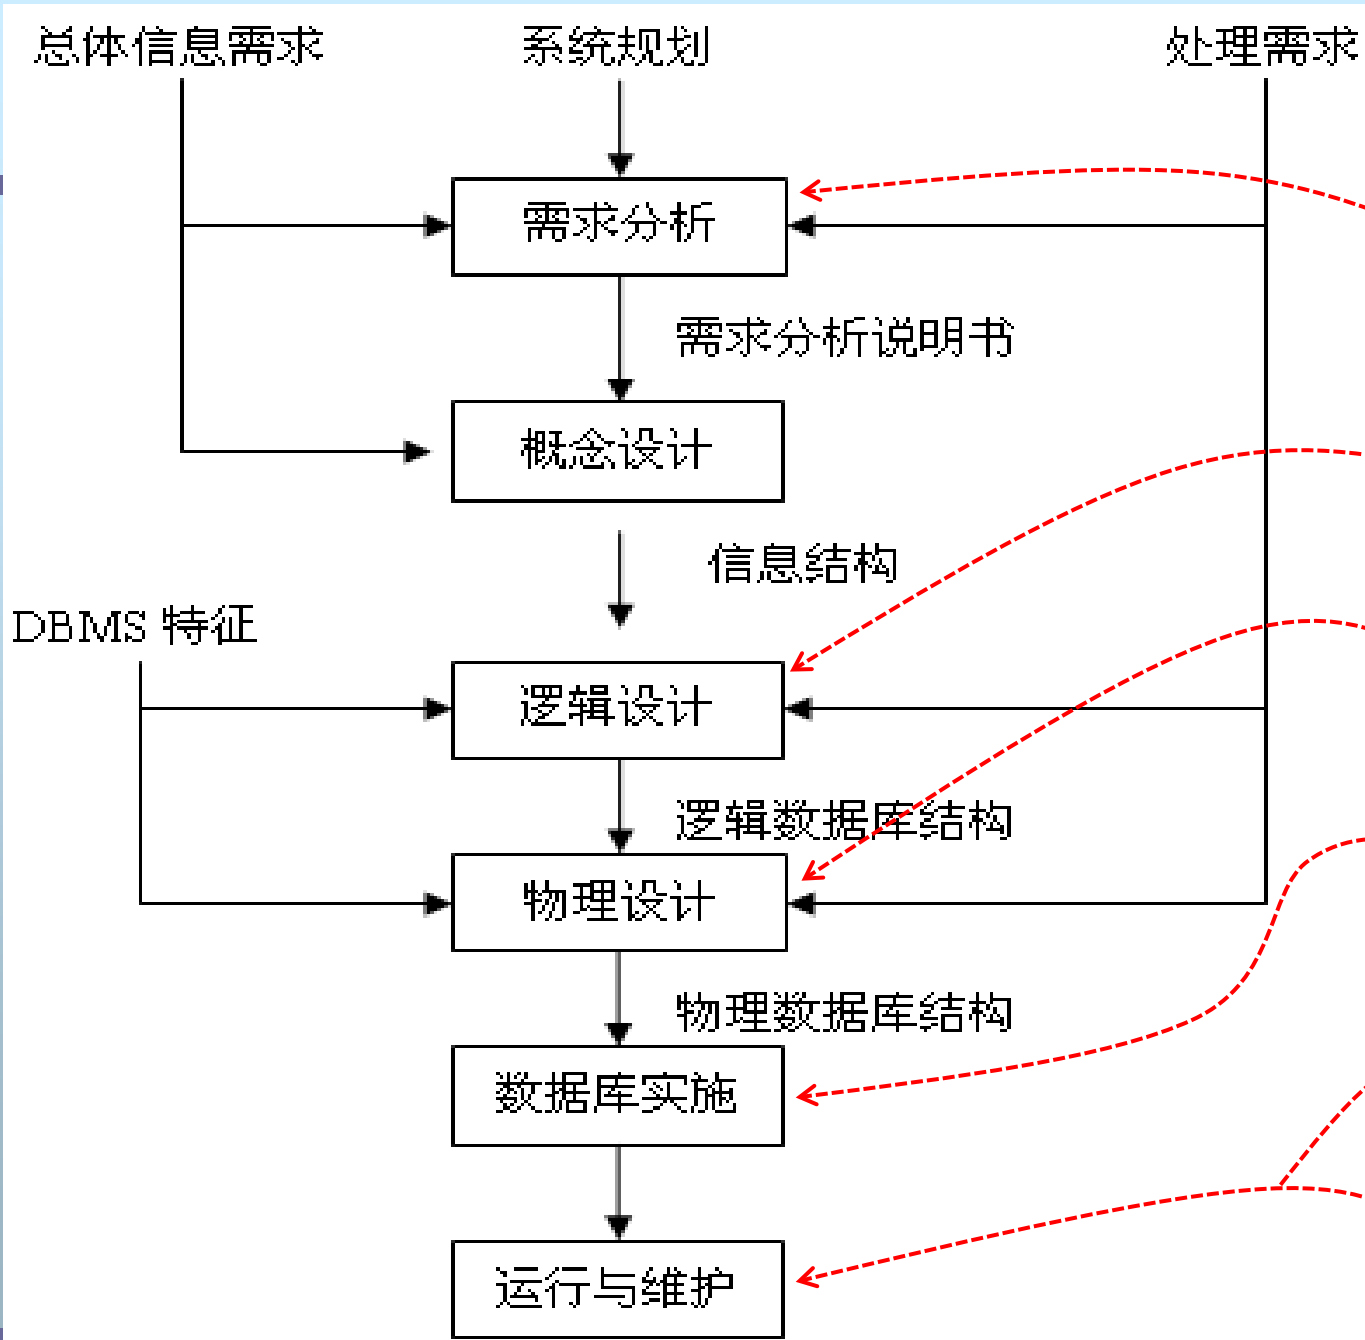 总体信息需求
系统规划
处理需求
需求分析
需求分析说明书
概念设计
信息结构
DBMS 特征
逻辑设计
逻辑数据库结构
物理设计
物理数据库结构
数据库实施
运行与维护